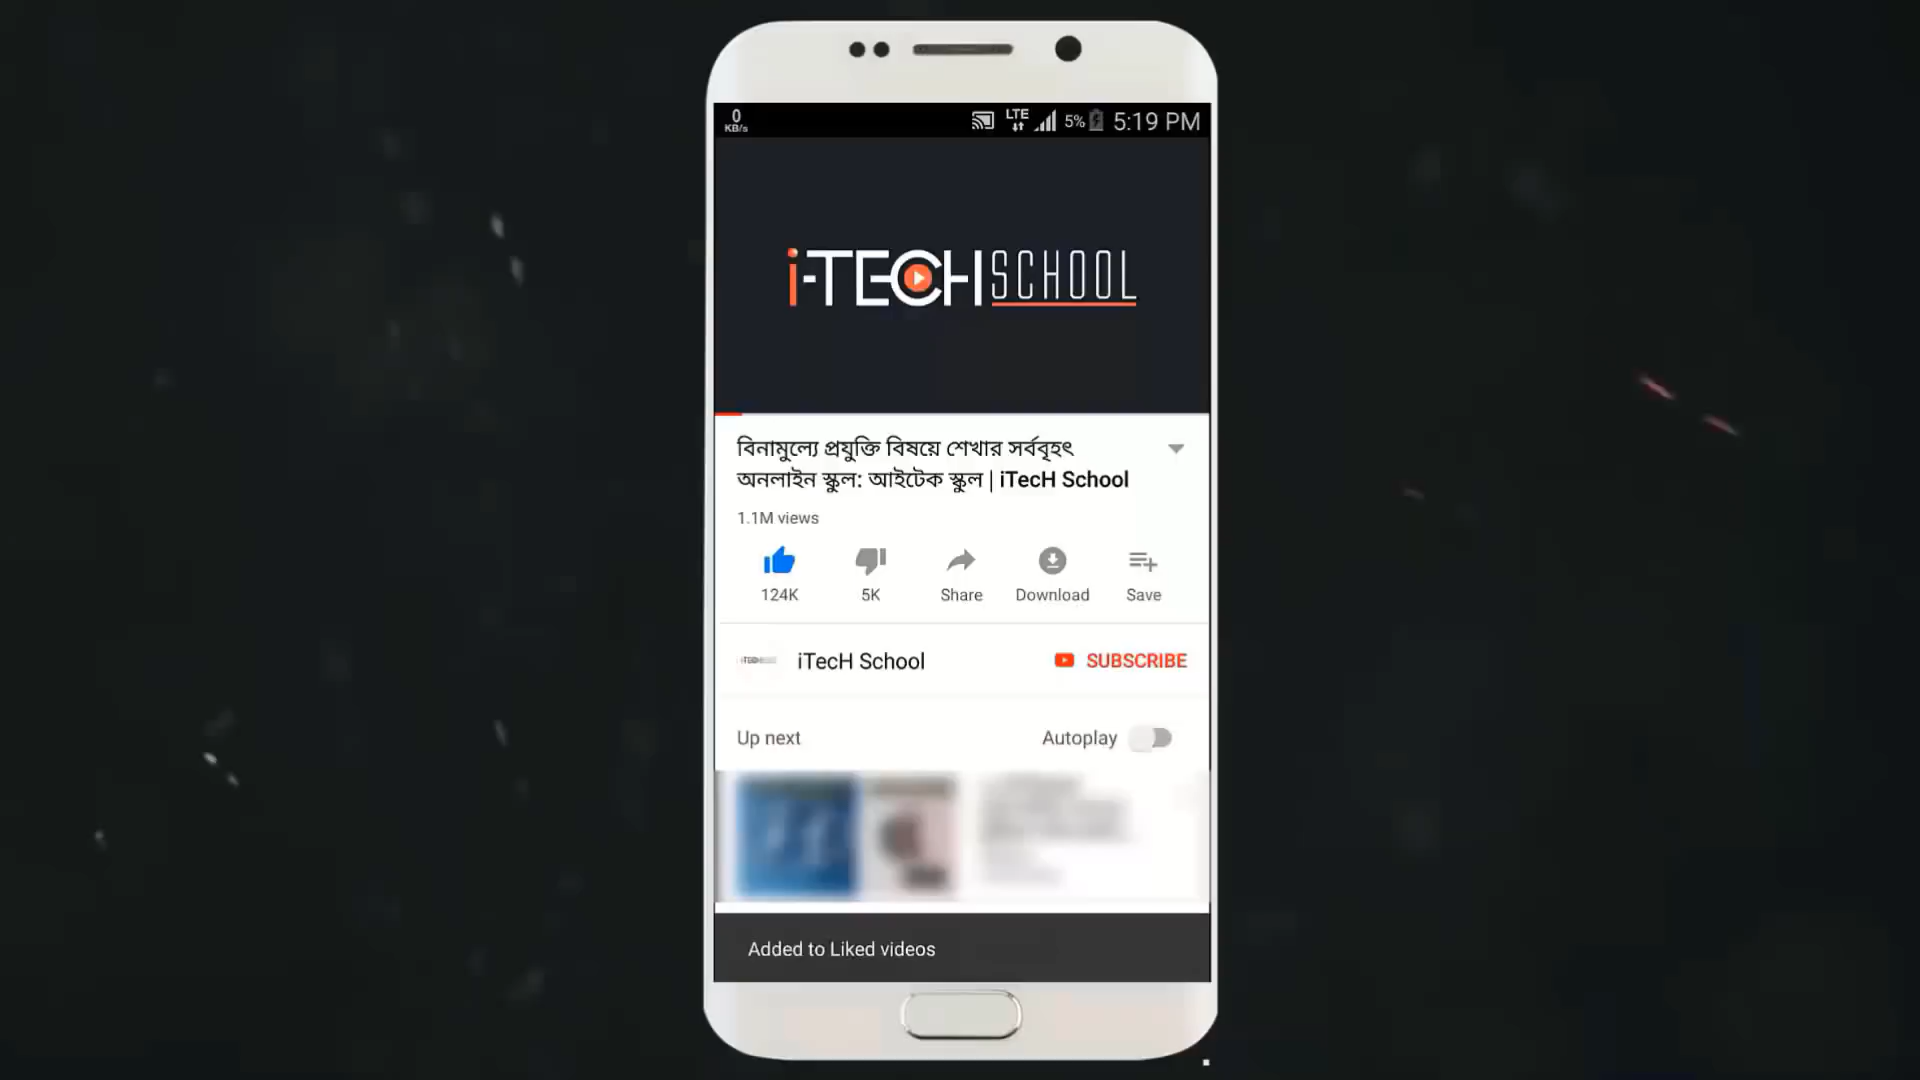 0
KB/s
LTE
5%
5:19 PM
i-TECH SCHOOL
বিনামুল্যে প্রযুক্তি বিষয়ে শেখার সর্ববৃহৎ
অনলাইন স্কুল: আইটেক স্কুল | iTecH School
1.1M views
124K
5K
Share
Download
Save
iTecH School
SUBSCRIBE
Up next
Autoplay
Added to Liked videos